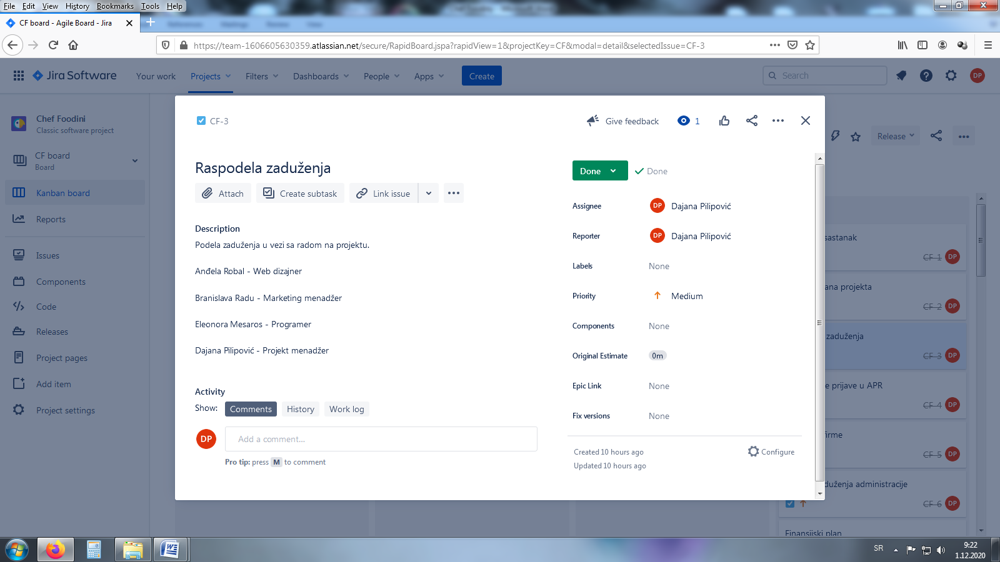 File Edit View History Bookmarks Tools Help
CF board - Agile Board - Jira
https://team-1606605630359.atlassian.net/secure/RapidBoard.jspa?rapidView=1&projectKey=CF&modal=detail&selectedIssue=CF-3
Jira Software Your work Projects Filters Dashboards People Apps Create Search DP
Chef Foodini
Classic software project
CF board
Board
Kanban board
Reports
Issues
Components
Code
Releases
Project pages
Add item
Project settings
CF-3
Give feedback 1
Raspodela zaduženja
Attach Create subtask Link issue
Description
Podela zaduženja u vezi sa radom na projektu.
Anđela Robal - Web dizajner
Branislava Radu - Marketing menadžer
Eleonora Mesaros - Programer
Dajana Pilipović - Projekt menadžer
Activity
Show: Comments History Work log
DP Add a comment...
Pro tip: press M to comment
Done Done
Assignee DP Dajana Pilipović
Reporter DP Dajana Pilipović
Labels None
Priority Medium
Components None
Original Estimate 0m
Epic Link None
Fix versions None
Created 10 hours ago
Configure
Updated 10 hours ago
Release
sastanak
CF-1 DP
ana projekta
CF-2 DP
zaduženja
CF-3 DP
e prijave u APR
CF-4 DP
firme
CF-5 DP
duženja administracije
CF-6 DP
Finansijski plan
SR
9:22
1.12.2020